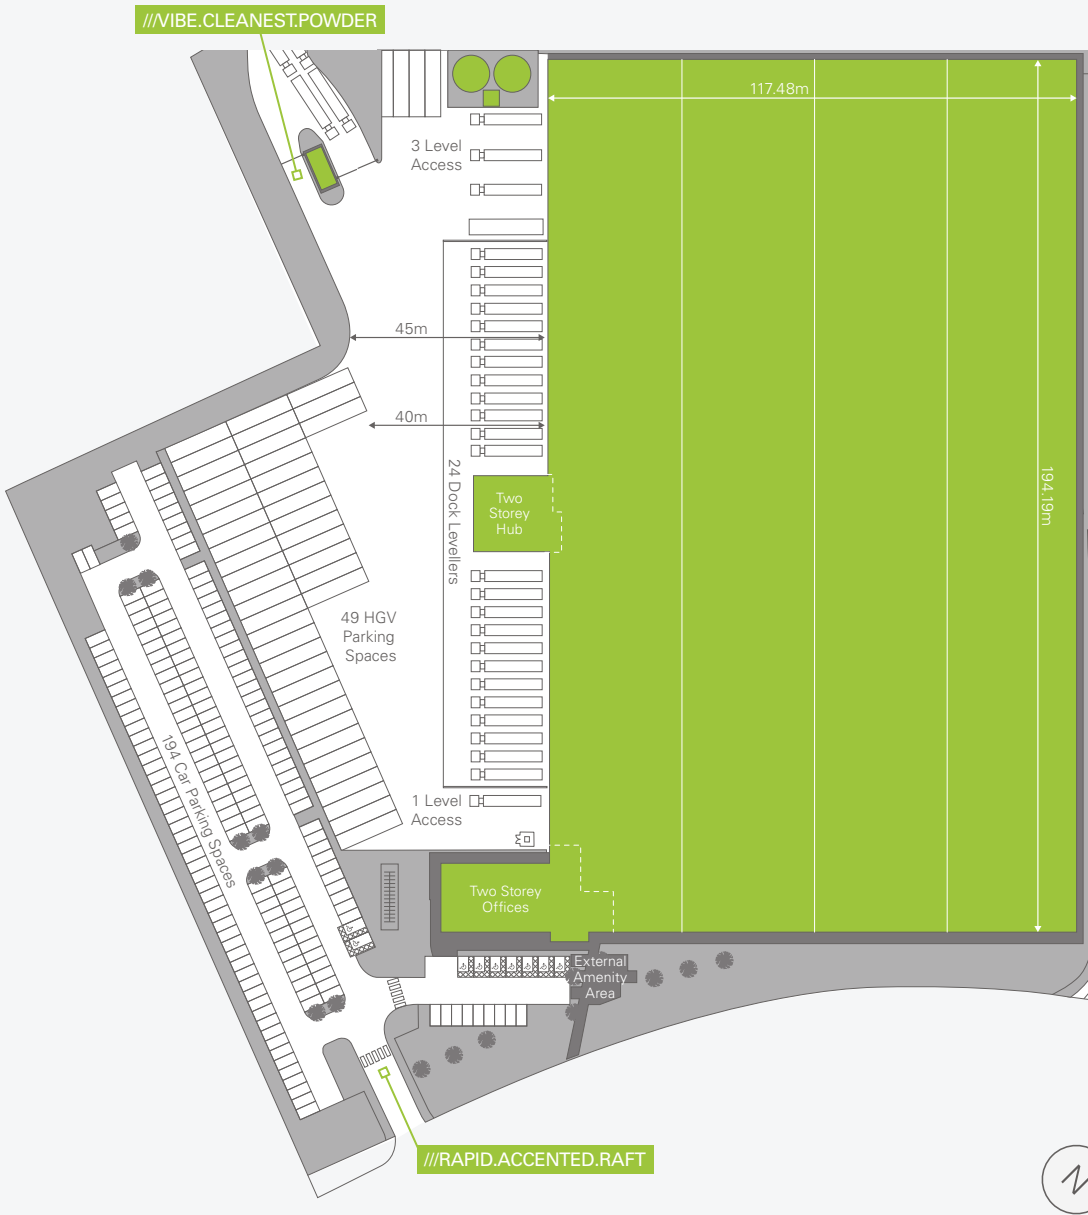 ///VIBE.CLEANEST.POWDER
117.48m
3 Level
Access
45m
40m
24 Dock Levellers
Two
Storey
Hub
194.19m
49 HGV
Parking
Spaces
194 Car Parking Spaces
1 Level
Access
Two Storey
Offices
External
Amenity
Area
///RAPID.ACCENTED.RAFT
N